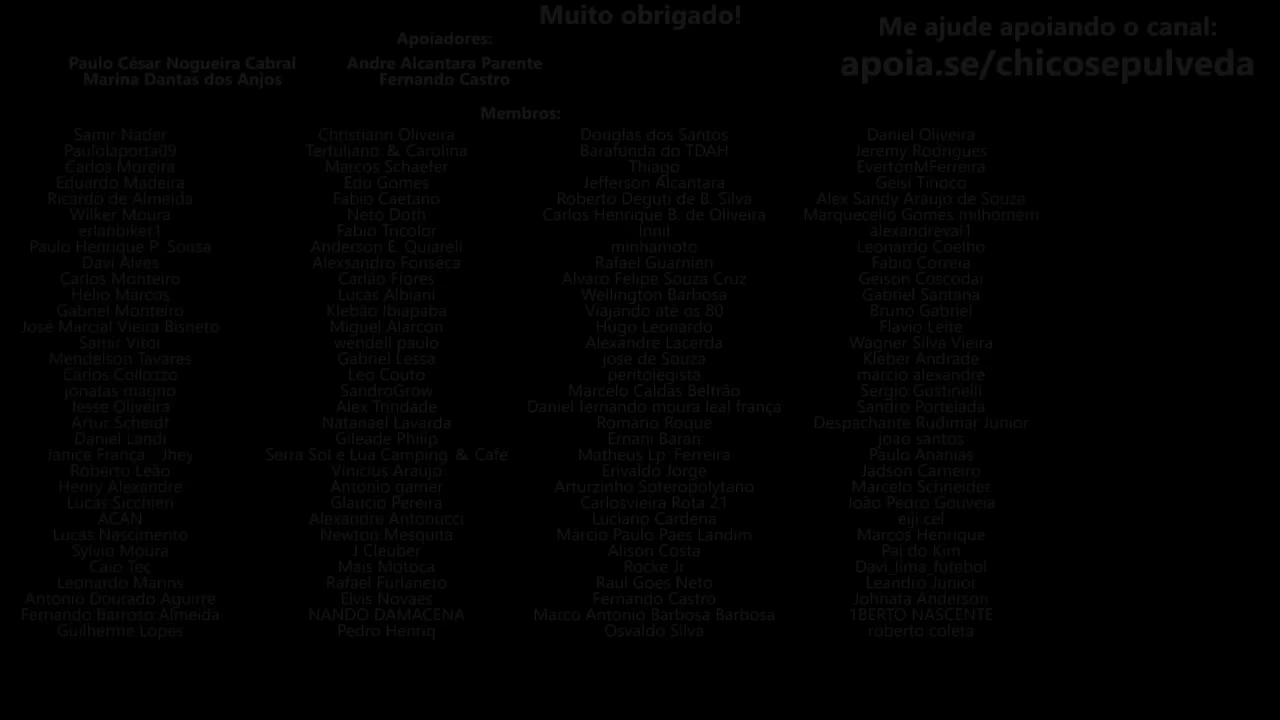 Muito obrigado!
Me ajude apoiando o canal:
apoia.se/chicosepulveda
Apoiadores:
Paulo César Nogueira Cabral
Marina Dantas dos Anjos
Andre Alcantara Parente
Fernando Castro
Membros:
Samir Nader
Paulolaporta09
Carlos Moreira
Eduardo Madeira
Ricardo de Almeida
Wilker Moura
erlanbiker1
Paulo Henrique P. Sousa
Davi Alves
Carlos Monteiro
Helio Marcos
Gabriel Monteiro
José Marcial Vieira Bisneto
Samir Vitoi
Mendelson Tavares
Carlos Collozzo
jonatas magno
Jesse Oliveira
Artur Scheidt
Daniel Landi
Janice França _ Jhey
Roberto Leão
Henry Alexandre
Lucas Sicchieri
ACAN
Lucas Nascimento
Sylvio Moura
Caio Teç
Leonardo Marins
Antonio Dourado Aguirre
Fernando Barroso Almeida
Guilherme Lopes
Christiann Oliveira
Tertuliano & Carolina
Marcos Schaefer
Edu Gomes
Fabio Caetano
Neto Doth
Fabio Tricolor
Anderson E. Quiareli
Alexsandro Fonseca
Carlão Flores
Lucas Albiani
Klebão Ibiapaba
Miguel Alarcon
wendell paulo
Gabriel Lessa
Leo Couto
SandroGrow
Alex Trindade
Natanael Lavarda
Gileade Philip
Serra Sol e Lua Camping & Café
Vinicius Araujo
Antonio gamer
Glaucio Pereira
Alexandre Antonucci
Newton Mesquita
J Cleuber
Mais Motoca
Rafael Furlaneto
Elvis Novaes
NANDO DAMACENA
Pedro Henriq
Douglas dos Santos
Barafunda do TDAH
Thiago
Jefferson Alcantara
Roberto Deguti de B. Silva
Carlos Henrique B. de Oliveira
minhamoto
Rafael Guarnieri
Alvaro Felipe Souza Cruz
Wellington Barbosa
Viajando até os 80
Hugo Leonardo
Alexandre Lacerda
jose de Souza
peritolegista
Marcelo Caldas Beltrão
Daniel fernando moura leal frança
Romario Roque
Ernani Baran
Matheus Lp. Ferreira
Erivaldo Jorge
Arturzinho Soteropolytano
Carlosvieira Rota 21
Luciano Cardena
Márcio Paulo Paes Landim
Alison Costa
Rocke Jr
Raul Goes Neto
Fernando Castro
Marco Antonio Barbosa Barbosa
Osvaldo Silva
Daniel Oliveira
Jeremy Rodrigues
EvertonMFerreira
Geisi Tinoco
Alex Sandy Araujo de Souza
Marquecelio Gomes milhomem
alexandreval1
Leonardo Coelho
Fabio Correia
Geison Coscodai
Gabriel Santana
Bruno Gabriel
Flavio Leite
Wagner Silva Vieira
Kleber Andrade
marcio alexandre
Sergio Gustinelli
Sandro Portelada
Despachante Rudimar Junior
joao santos
Paulo Ananias
Jadson Carneiro
Marcelo Schneider
João Pedro Gouveia
eiji cel
Marcos Henrique
Pai do Kim
Davi_lima_futebol
Leandro Junior
Johnata Anderson
1BERTO NASCENTE
roberto coleta